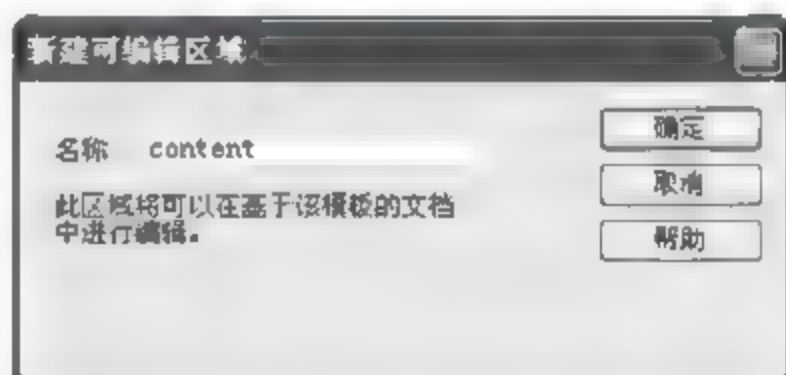 新建可编辑区域
名称 content
确定
取消
此区域将可以在基于该模板的文档
中进行编辑。
帮助